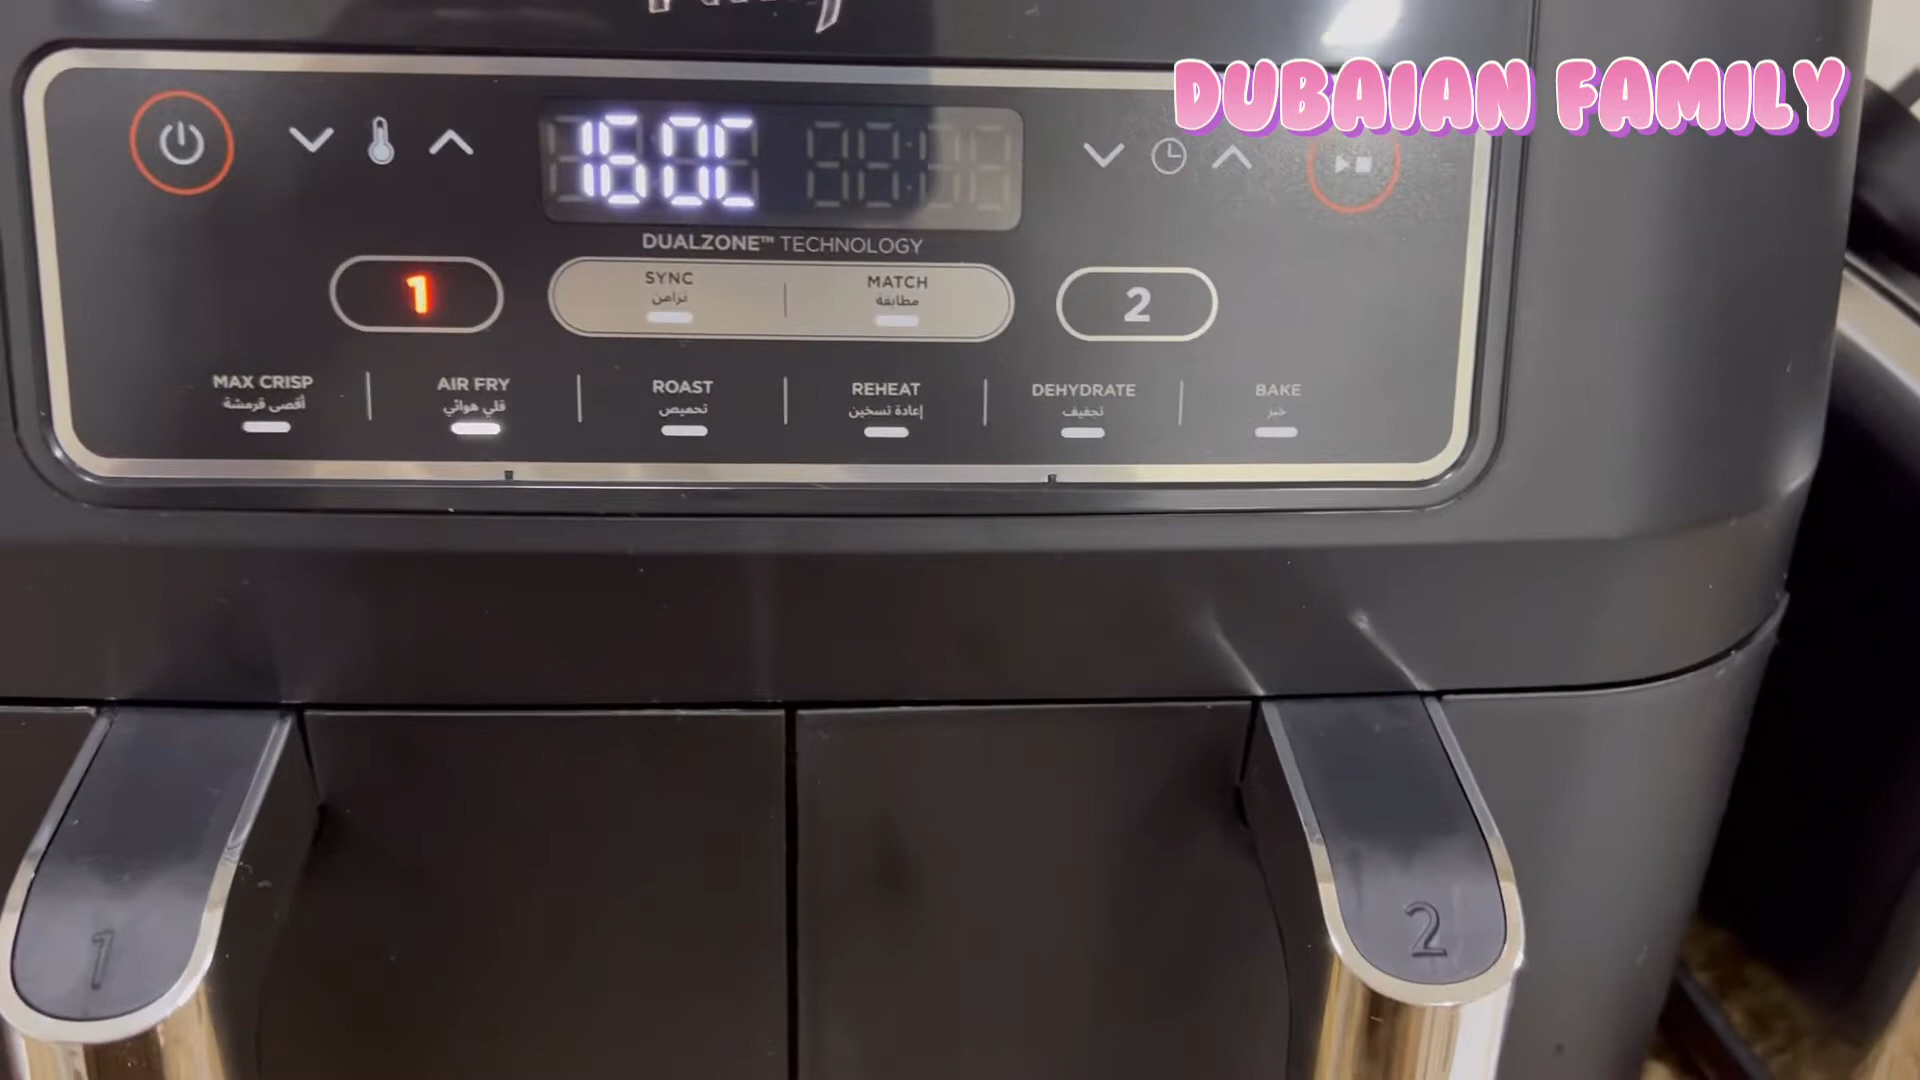 DUBAIAN FAMILY
160C
DUALZONE™ TECHNOLOGY
1
SYNC
تزامن
MATCH
مطابقة
2
MAX CRISP
أقصى قرمشة
AIR FRY
قلي هوائي
ROAST
تحميص
REHEAT
إعادة تسخين
DEHYDRATE
تجفيف
BAKE
خبز
1
2